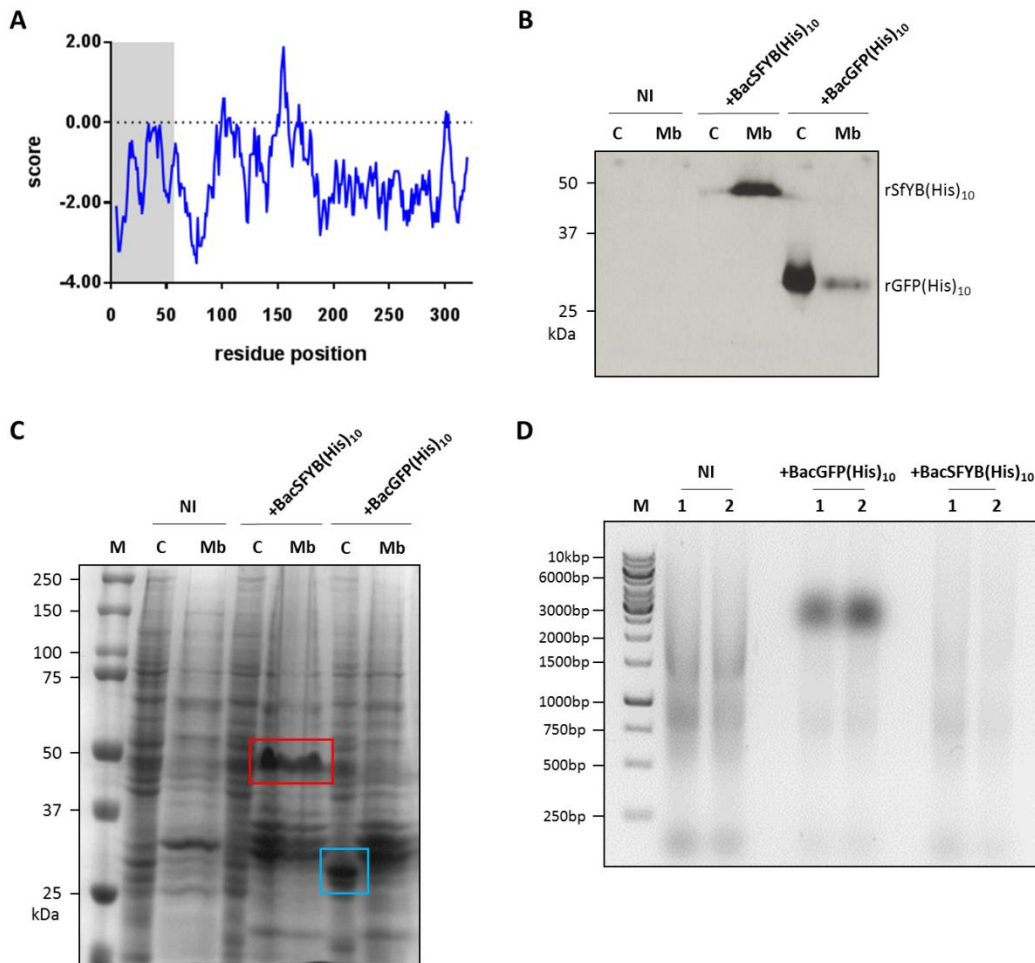 A
2.00
0.00
-2.00
-4.00
score
0 50 100 150 200 250 300
residue position
B
NI
+BacSFYB(His)10
+BacGFP(His)10
C Mb C Mb C Mb
50
37
25
kDa
rSfYB(His)10
rGFP(His)10
C
NI
+BacSFYB(His)10
+BacGFP(His)10
M C Mb C Mb C Mb
250
150
100
75
50
37
25
kDa
D
NI +BacGFP(His)10 +BacSFYB(His)10
M 1 2 1 2 1 2
10kbp
6000bp
3000bp
2000bp
1500bp
1000bp
750bp
500bp
250bp